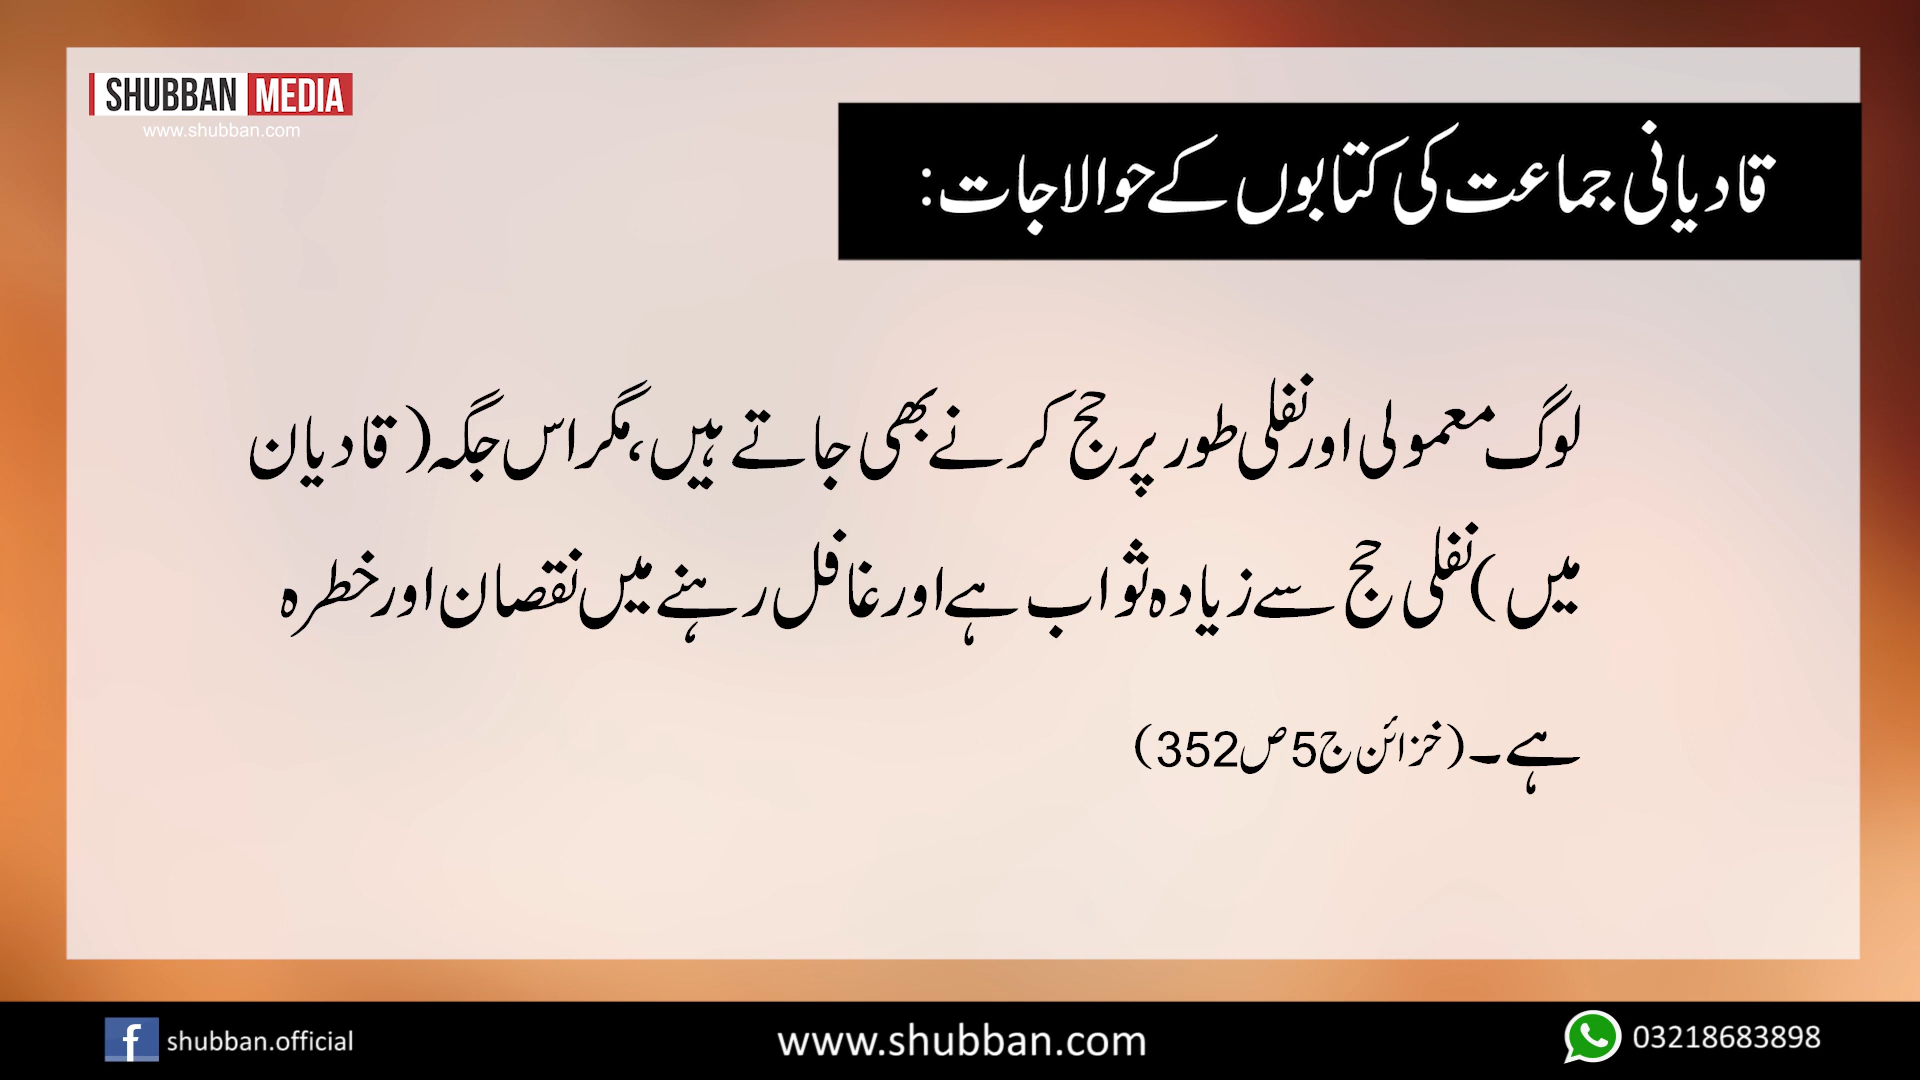 SHUBBAN MEDIA
www.shubban.com
قادیانی جماعت کی کتابوں کے حوالاجات:
لوگ معمولی اور نفلی طور پر حج کرنے بھی جاتے ہیں، مگر اس جگہ (قادیان
میں) نفلی حج سے زیادہ ثواب ہے اور غافل رہنے میں نقصان اور خطرہ
ہے۔ (خزائن ج5 ص352)
shubban.official
www.shubban.com
03218683898